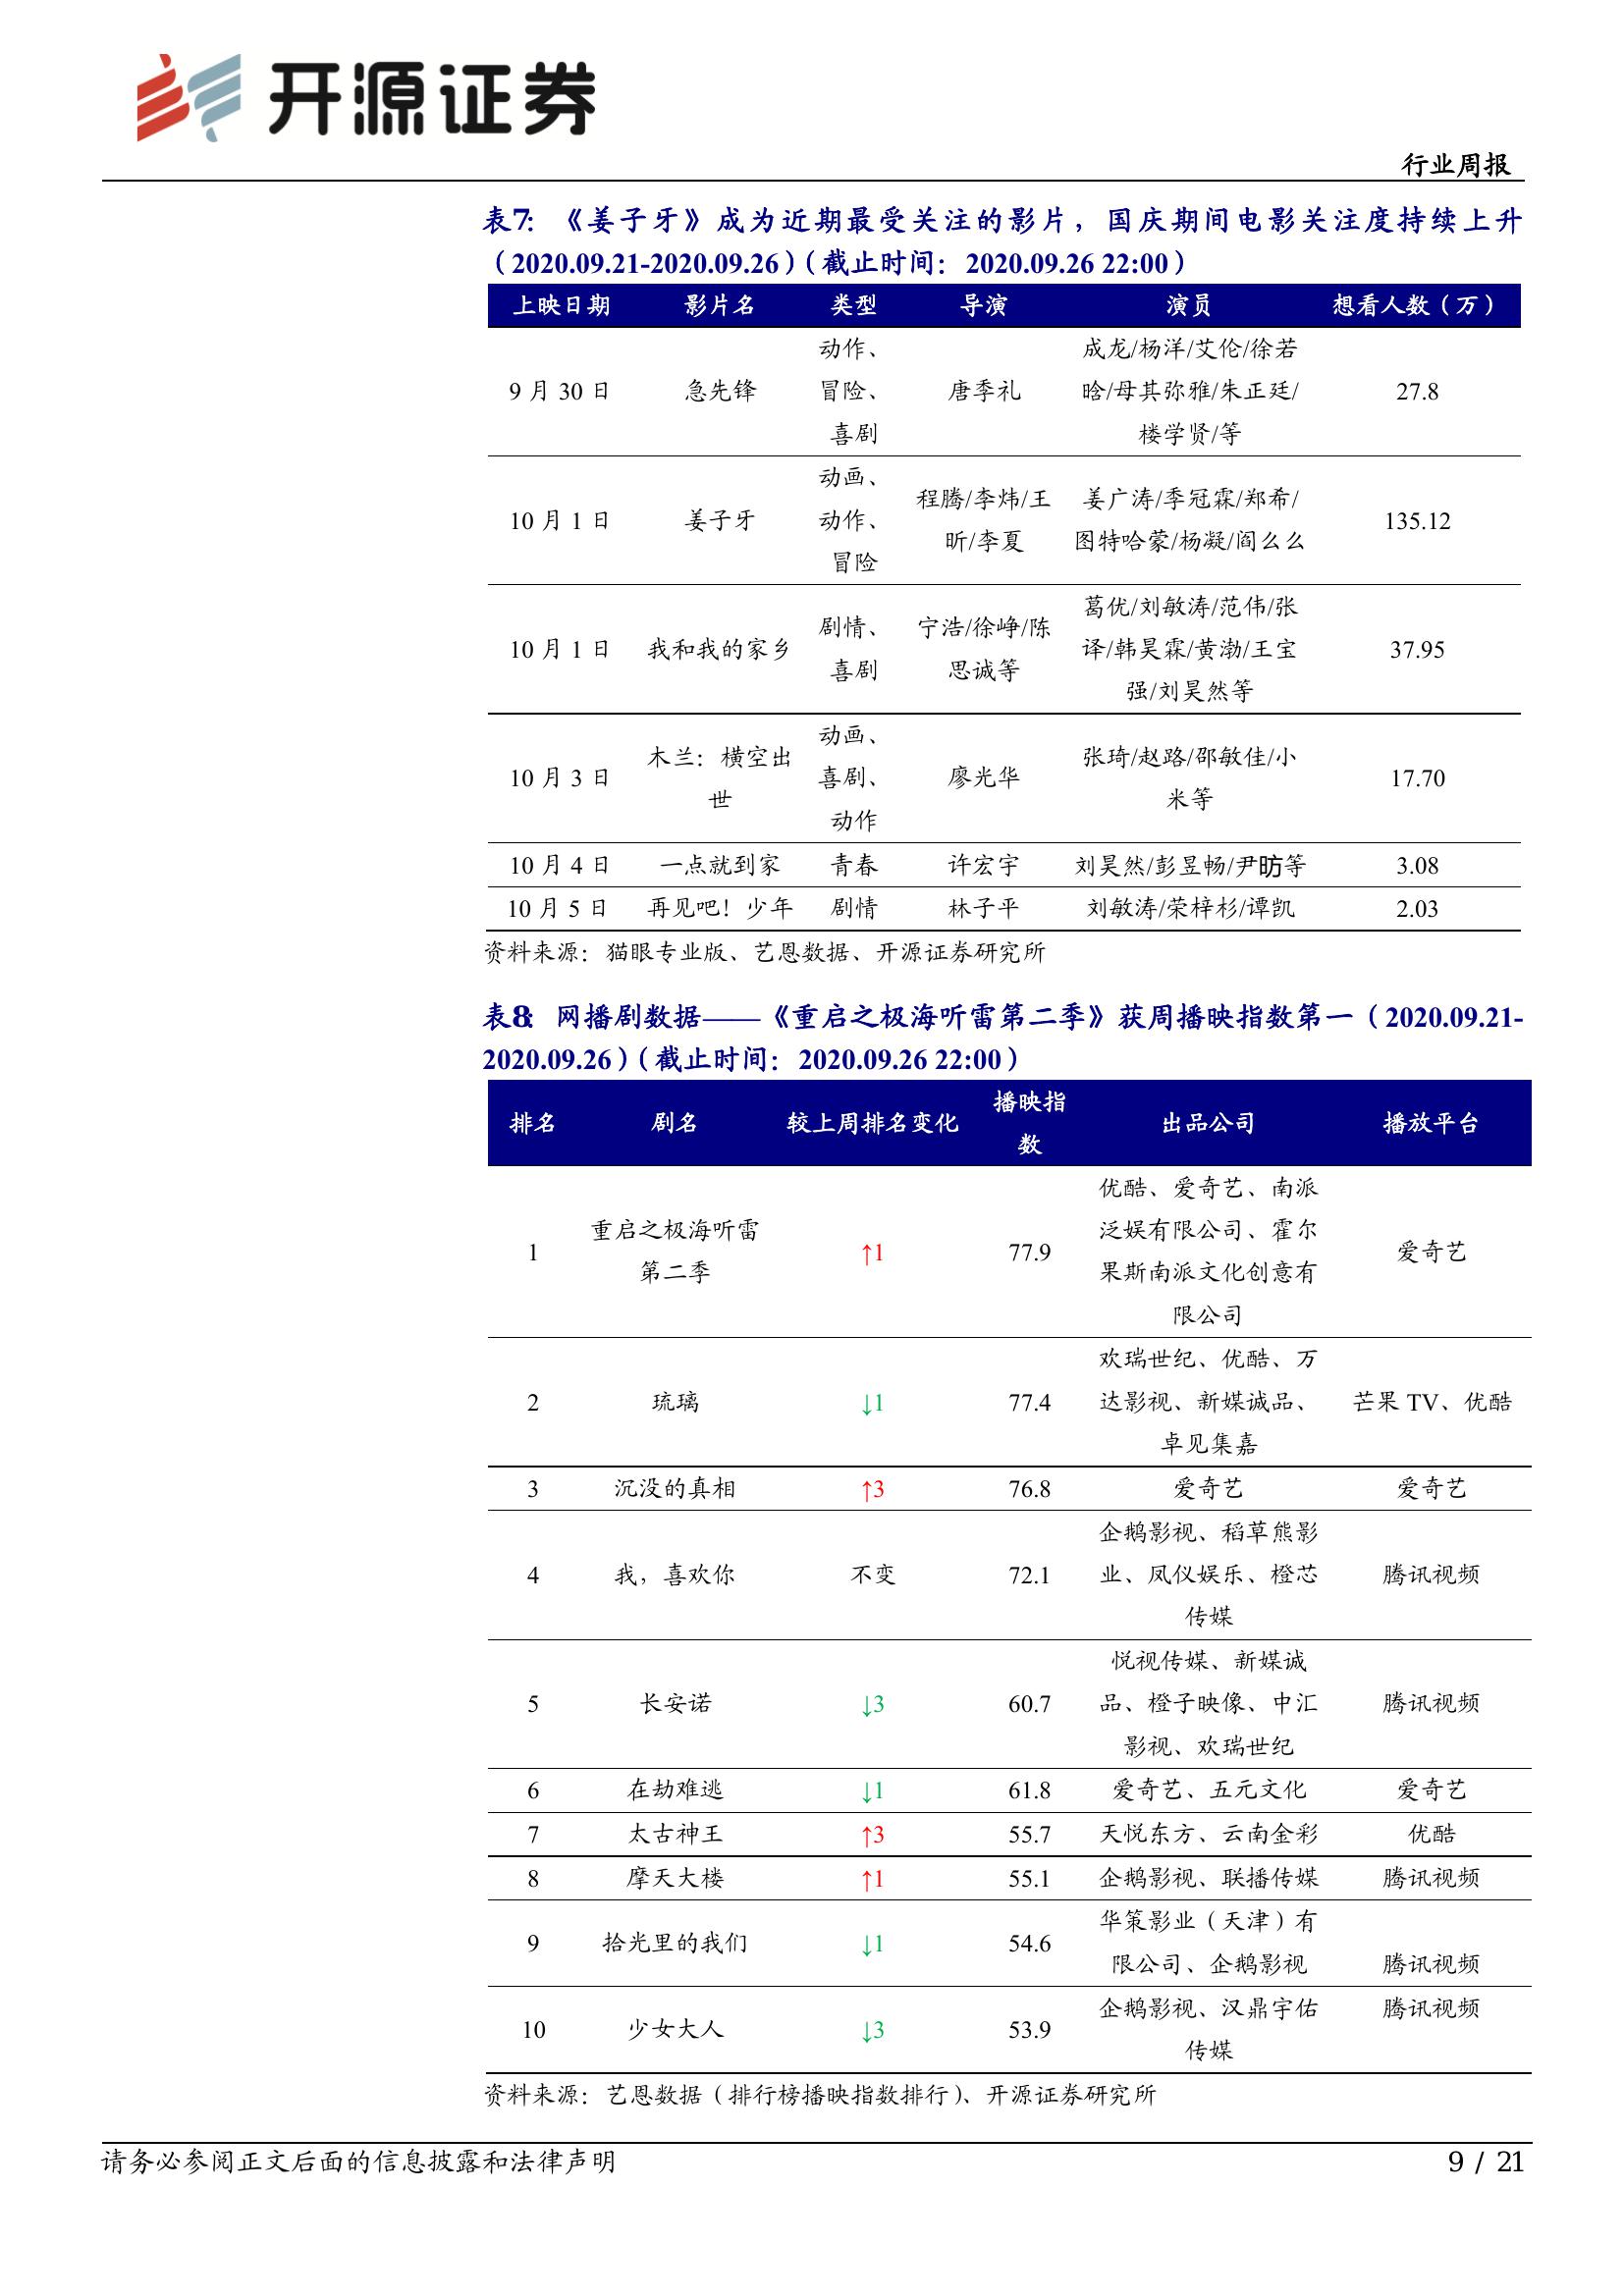 开源证券
行业周报
表7：《姜子牙》成为近期最受关注的影片，国庆期间电影关注度持续上升
（2020.09.21-2020.09.26）（截止时间：2020.09.26 22:00）
上映日期 影片名 类型 导演 演员 想看人数（万）
9 月 30 日 急先锋 动作、冒险、喜剧 唐季礼 成龙/杨洋/艾伦/徐若晗/母其弥雅/朱正廷/楼学贤/等 27.8
10 月 1 日 姜子牙 动画、动作、冒险 程腾/李炜/王昕/李夏 姜广涛/季冠霖/郑希/图特哈蒙/杨凝/阎么么 135.12
10 月 1 日 我和我的家乡 剧情、喜剧 宁浩/徐峥/陈思诚等 葛优/刘敏涛/范伟/张译/韩昊霖/黄渤/王宝强/刘昊然等 37.95
10 月 3 日 木兰：横空出世 动画、喜剧、动作 廖光华 张琦/赵路/邵敏佳/小米等 17.70
10 月 4 日 一点就到家 青春 许宏宇 刘昊然/彭昱畅/尹昉等 3.08
10 月 5 日 再见吧！少年 剧情 林子平 刘敏涛/荣梓杉/谭凯 2.03
资料来源：猫眼专业版、艺恩数据、开源证券研究所
表8：网播剧数据——《重启之极海听雷第二季》获周播映指数第一（2020.09.21-
2020.09.26）（截止时间：2020.09.26 22:00）
排名 剧名 较上周排名变化 播映指数 出品公司 播放平台
1 重启之极海听雷第二季 ↑1 77.9 优酷、爱奇艺、南派泛娱有限公司、霍尔果斯南派文化创意有限公司 爱奇艺
2 琉璃 ↓1 77.4 欢瑞世纪、优酷、万达影视、新媒诚品、卓见集嘉 芒果 TV、优酷
3 沉没的真相 ↑3 76.8 爱奇艺 爱奇艺
4 我，喜欢你 不变 72.1 企鹅影视、稻草熊影业、凤仪娱乐、橙芯传媒 腾讯视频
5 长安诺 ↓3 60.7 悦视传媒、新媒诚品、橙子映像、中汇影视、欢瑞世纪 腾讯视频
6 在劫难逃 ↓1 61.8 爱奇艺、五元文化 爱奇艺
7 太古神王 ↑3 55.7 天悦东方、云南金彩 优酷
8 摩天大楼 ↑1 55.1 企鹅影视、联播传媒 腾讯视频
9 拾光里的我们 ↓1 54.6 华策影业（天津）有限公司、企鹅影视 腾讯视频
10 少女大人 ↓3 53.9 企鹅影视、汉鼎宇佑传媒 腾讯视频
资料来源：艺恩数据（排行榜播映指数排行）、开源证券研究所
请务必参阅正文后面的信息披露和法律声明
9 / 21